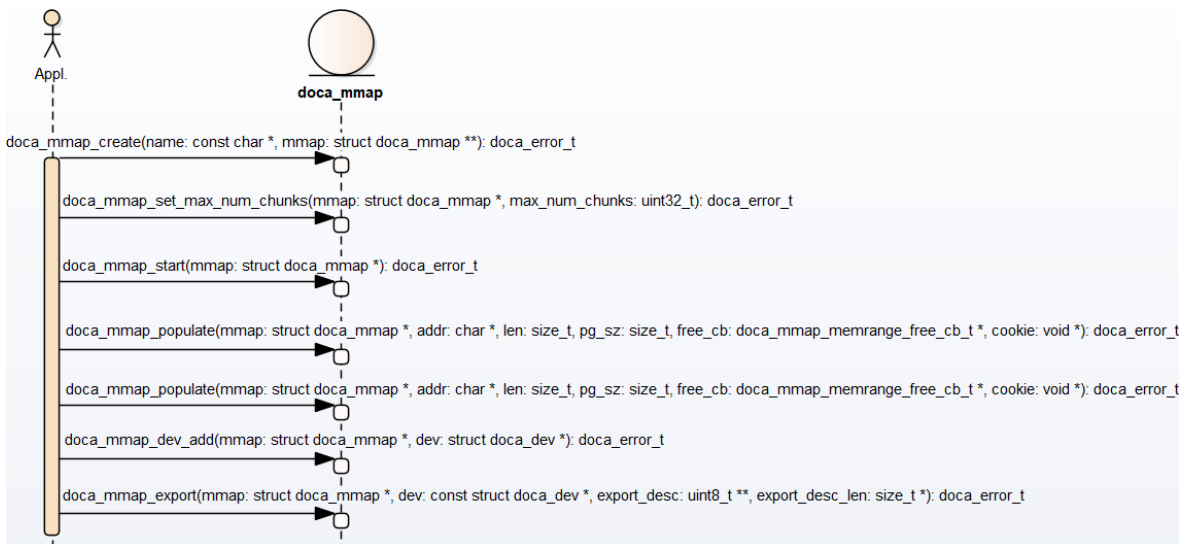 Appl.
doca_mmap
doca_mmap_create(name: const char *, mmap: struct doca_mmap **): doca_error_t
doca_mmap_set_max_num_chunks(mmap: struct doca_mmap *, max_num_chunks: uint32_t): doca_error_t
doca_mmap_start(mmap: struct doca_mmap *): doca_error_t
doca_mmap_populate(mmap: struct doca_mmap *, addr: char *, len: size_t, pg_sz: size_t, free_cb: doca_mmap_memrange_free_cb_t *, cookie: void *): doca_error_t
doca_mmap_populate(mmap: struct doca_mmap *, addr: char *, len: size_t, pg_sz: size_t, free_cb: doca_mmap_memrange_free_cb_t *, cookie: void *): doca_error_t
doca_mmap_dev_add(mmap: struct doca_mmap *, dev: struct doca_dev *): doca_error_t
doca_mmap_export(mmap: struct doca_mmap *, dev: const struct doca_dev *, export_desc: uint8_t **, export_desc_len: size_t *): doca_error_t